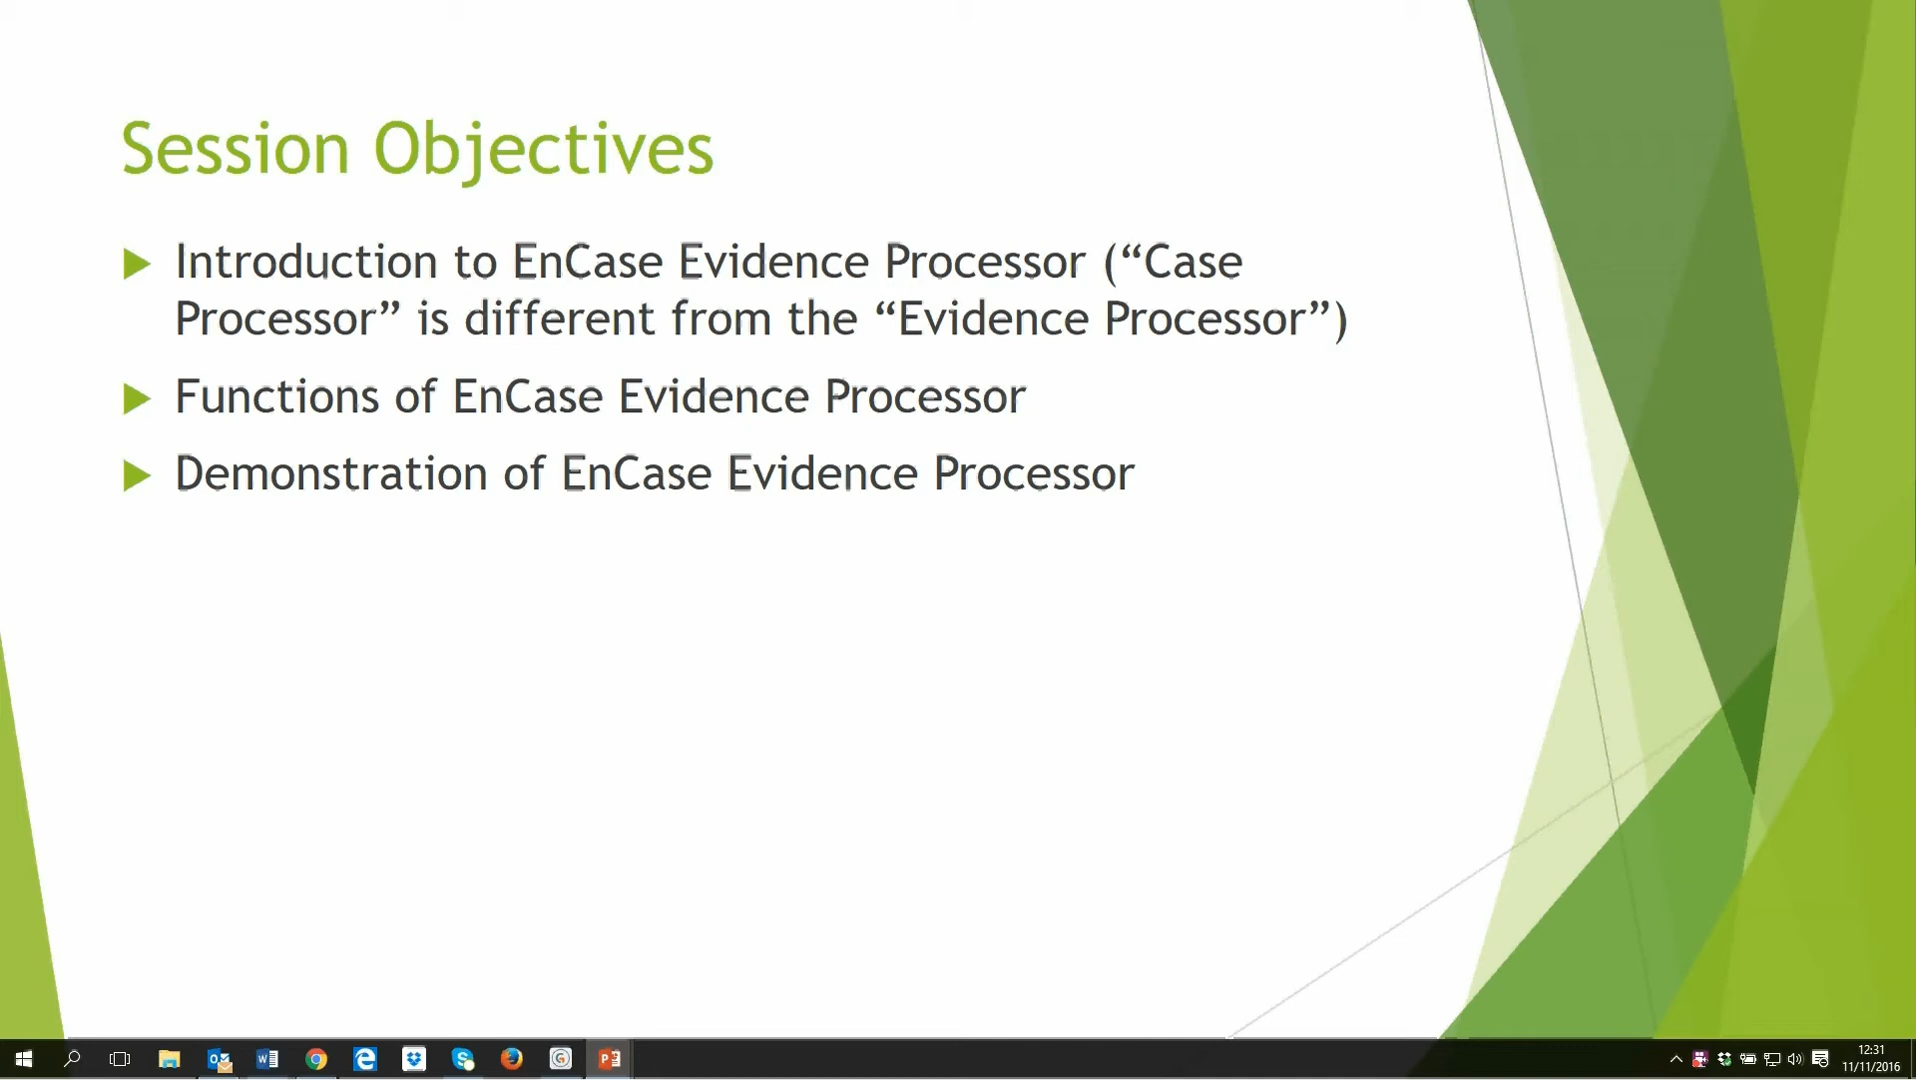 Session Objectives
Introduction to EnCase Evidence Processor (“Case
Processor” is different from the “Evidence Processor”)
Functions of EnCase Evidence Processor
Demonstration of EnCase Evidence Processor
12:31
11/11/2016